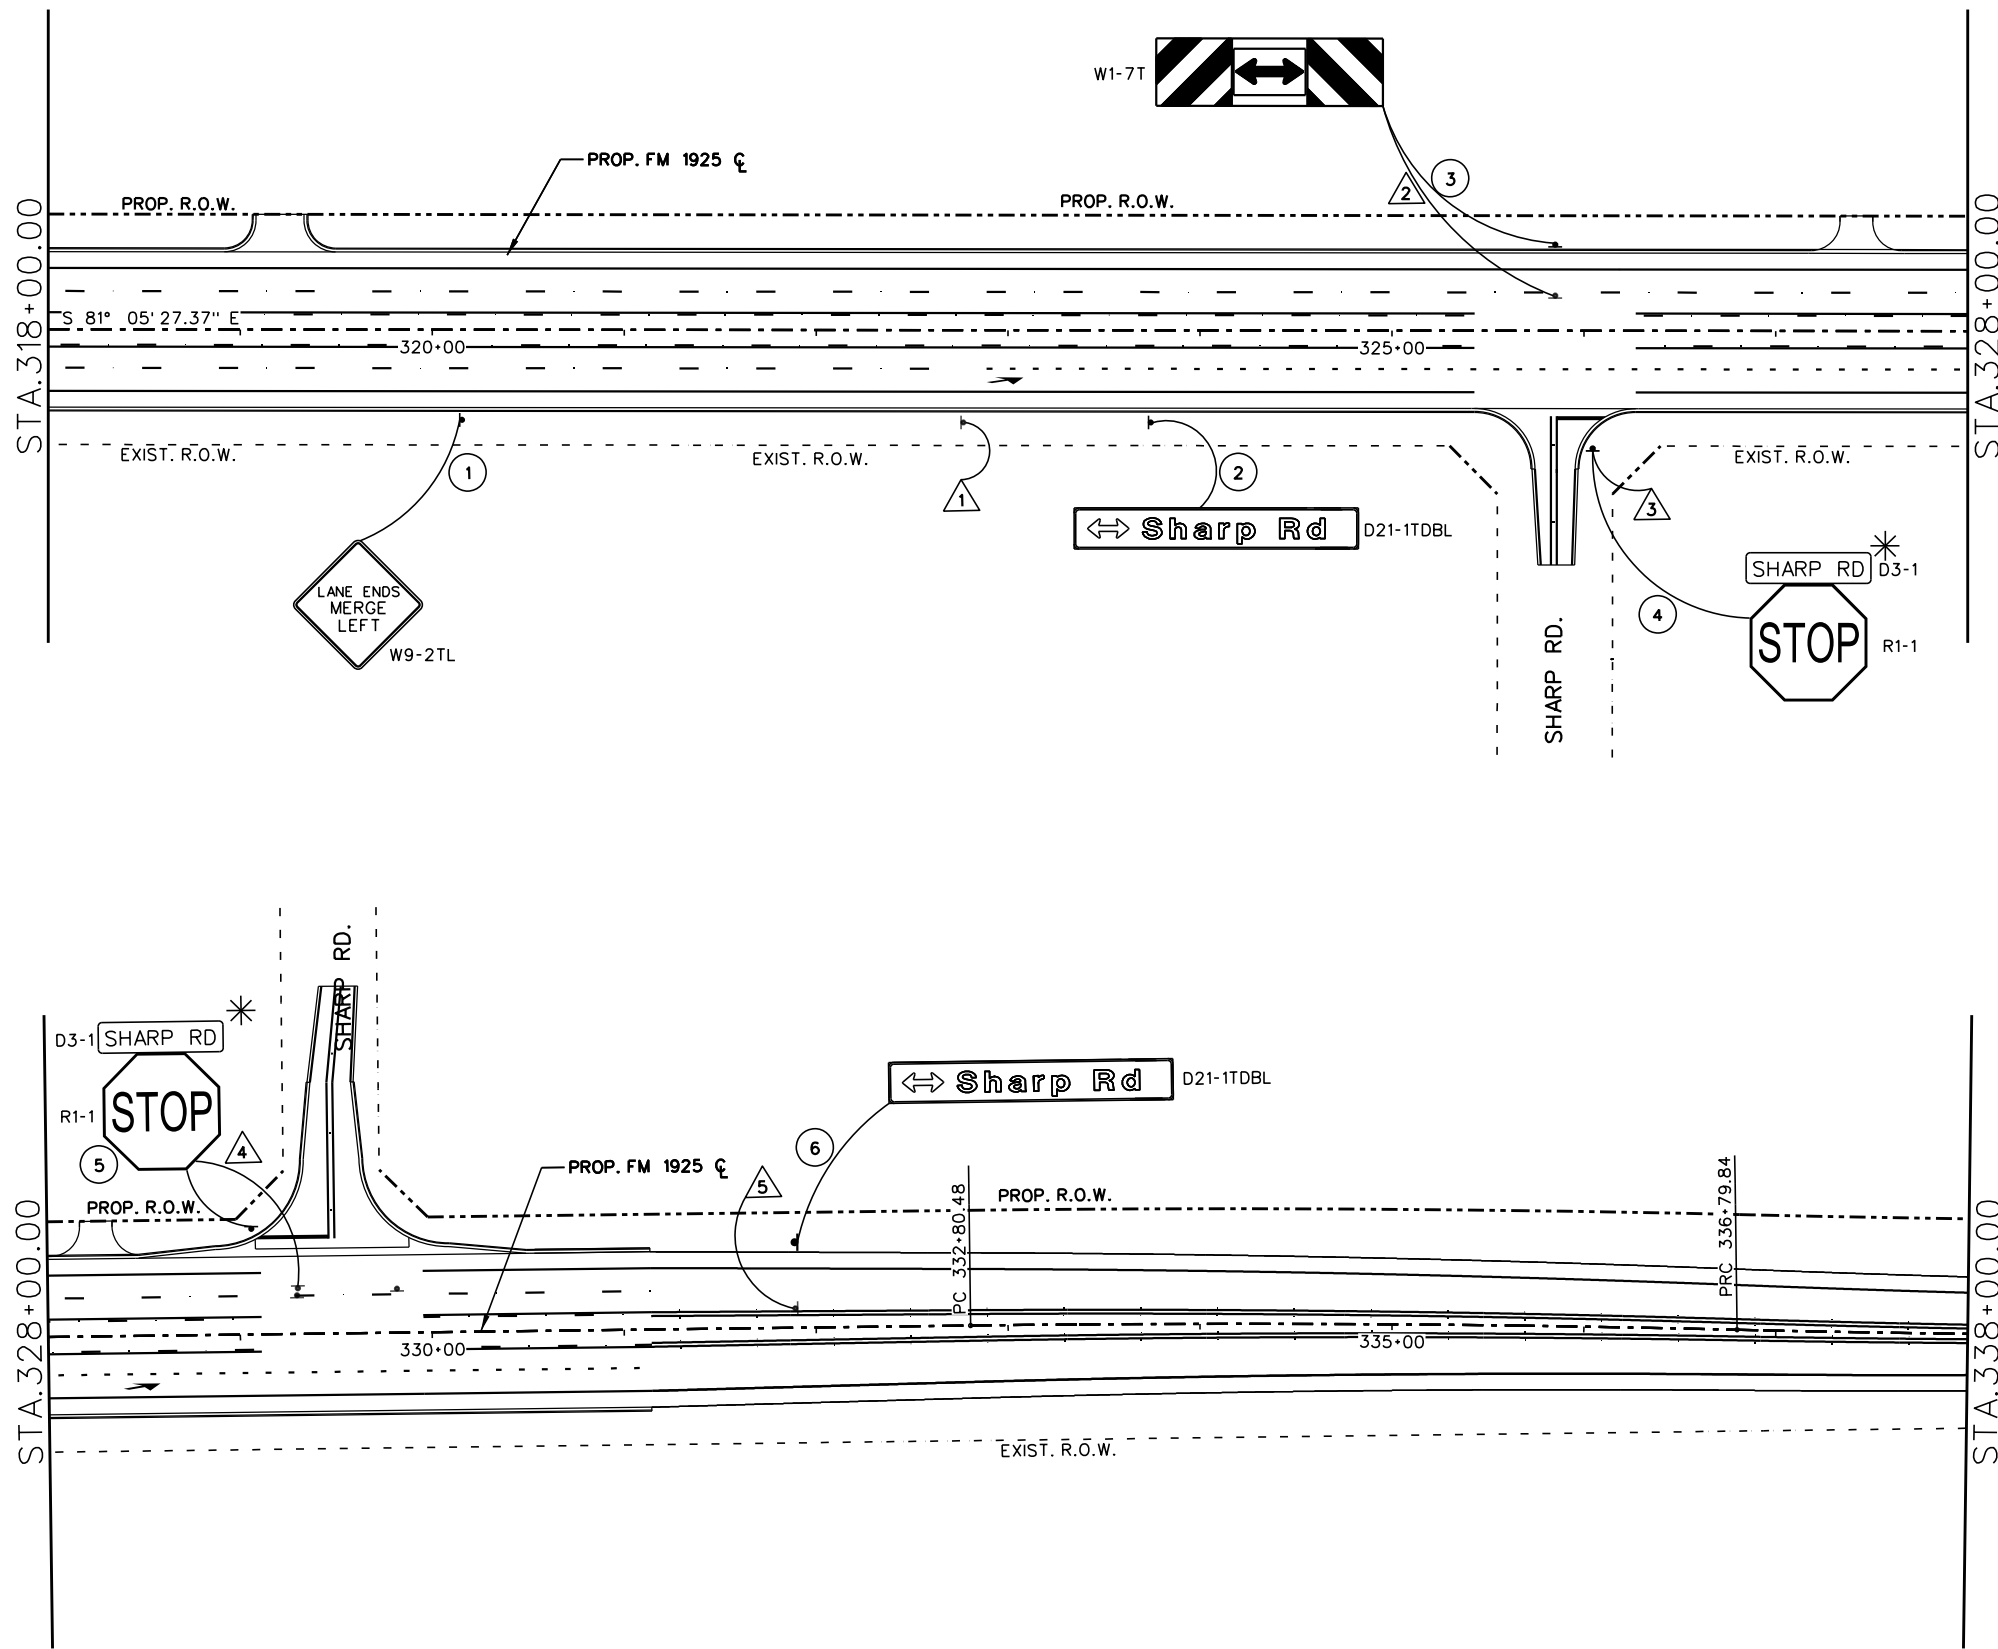 W1-7T
3
2
PROP. FM 1925 ℄
PROP. R.O.W.
PROP. R.O.W.
STA.318+00.00
STA.328+00.00
S 81° 05' 27.37" E
320+00
325+00
EXIST. R.O.W.
EXIST. R.O.W.
EXIST. R.O.W.
1
1
2
3
Sharp Rd
D21-1TDBL
LANE ENDS
MERGE
LEFT
W9-2TL
SHARP RD
D3-1
4
STOP
R1-1
SHARP RD.
SHARP RD.
D3-1
SHARP RD
R1-1
STOP
5
4
PROP. R.O.W.
Sharp Rd
D21-1TDBL
6
5
PROP. FM 1925 ℄
PROP. R.O.W.
PC 332+80.48
PRC 336+79.84
STA.328+00.00
STA.338+00.00
330+00
335+00
EXIST. R.O.W.